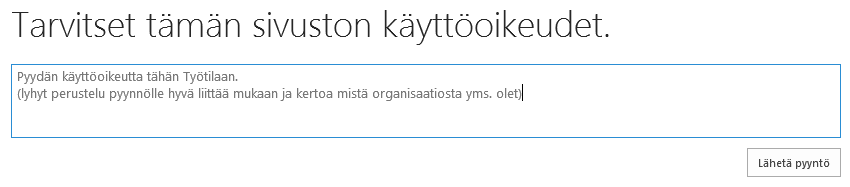 Tarvitset tämän sivuston käyttöoikeudet.
Pyydän käyttöoikeutta tähän Työtilaan.
(lyhyt perustelu pyynnölle hyvä liittää mukaan ja kertoa mistä organisaatiosta yms. olet)
Lähetä pyyntö